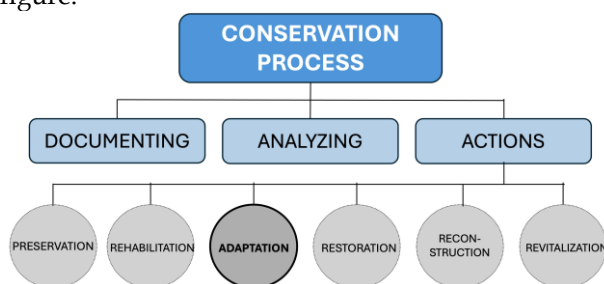 figure.
CONSERVATION
PROCESS
DOCUMENTING
ANALYZING
ACTIONS
PRESERVATION
REHABILITATION
ADAPTATION
RESTORATION
RECON-
STRUCTION
REVITALIZATION